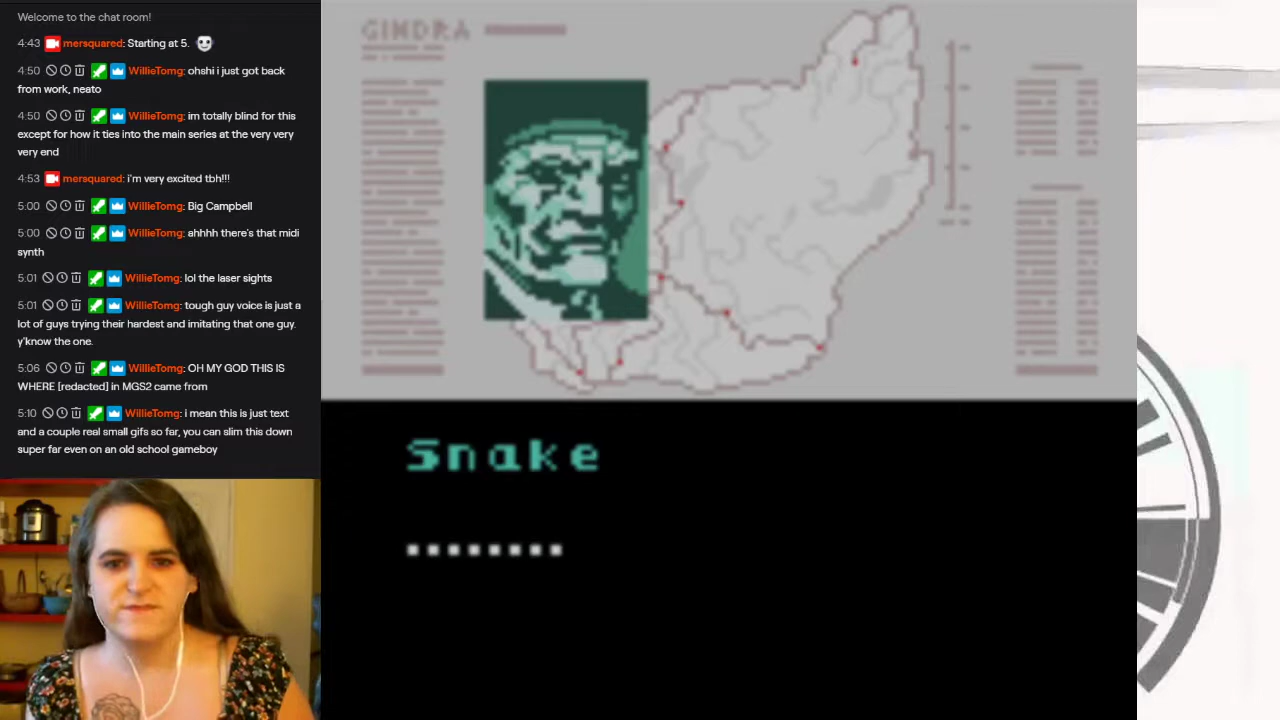 Welcome to the chat room!
4:43 mersquared: Starting at 5.
4:50 WillieTomg: ohshi i just got back
from work, neato
4:50 WillieTomg: im totally blind for this
except for how it ties into the main series at the very very
very end
4:53 mersquared: i'm very excited tbh!!!
5:00 WillieTomg: Big Campbell
5:00 WillieTomg: ahhhh there's that midi
synth
5:01 WillieTomg: lol the laser sights
5:01 WillieTomg: tough guy voice is just a
lot of guys trying their hardest and imitating that one guy.
y'know the one.
5:06 WillieTomg: OH MY GOD THIS IS
WHERE [redacted] in MGS2 came from
5:10 WillieTomg: i mean this is just text
and a couple real small gifs so far, you can slim this down
super far even on an old school gameboy
GINDRA
Snake
........